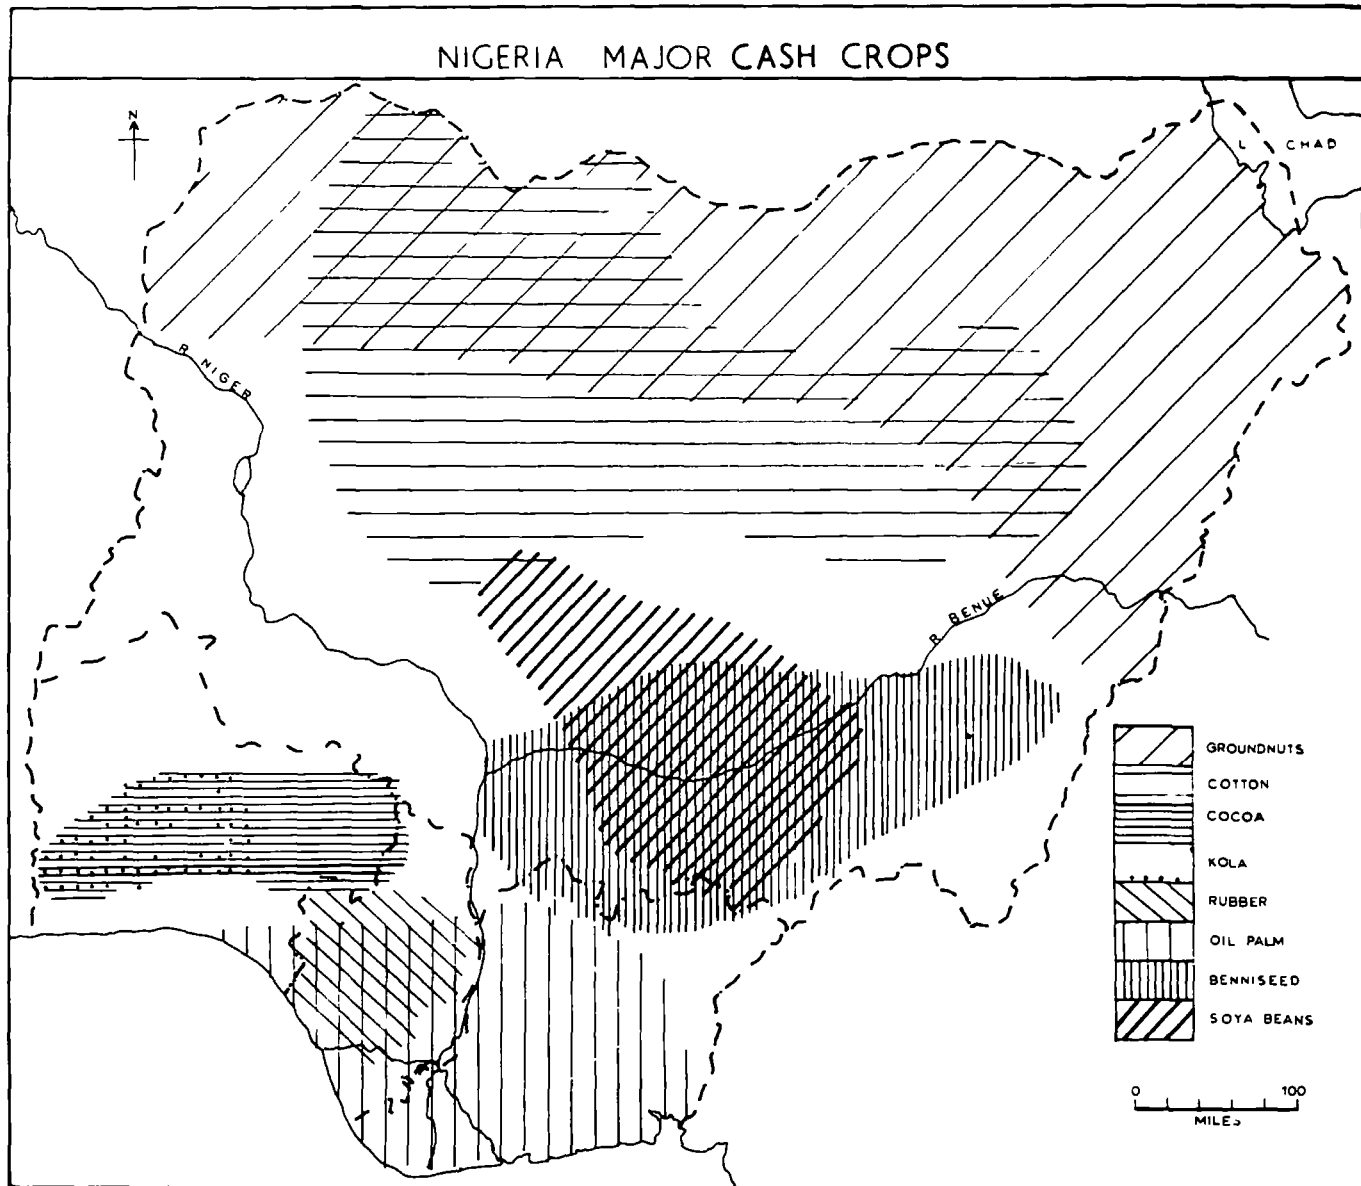 NIGERIA MAJOR CASH CROPS
N
L CHAD
R NIGER
R BENUE
GROUNDNUTS
COTTON
COCOA
KOLA
RUBBER
OIL PALM
BENNISEED
SOYA BEANS
0 100
MILES